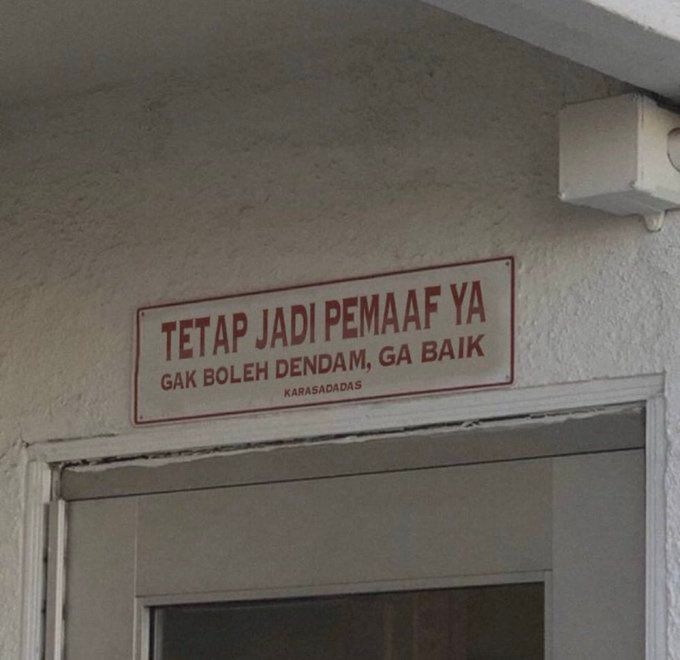 TETAP JADI PEMAAF YA
GAK BOLEH DENDAM, GA BAIK
KARASADADAS